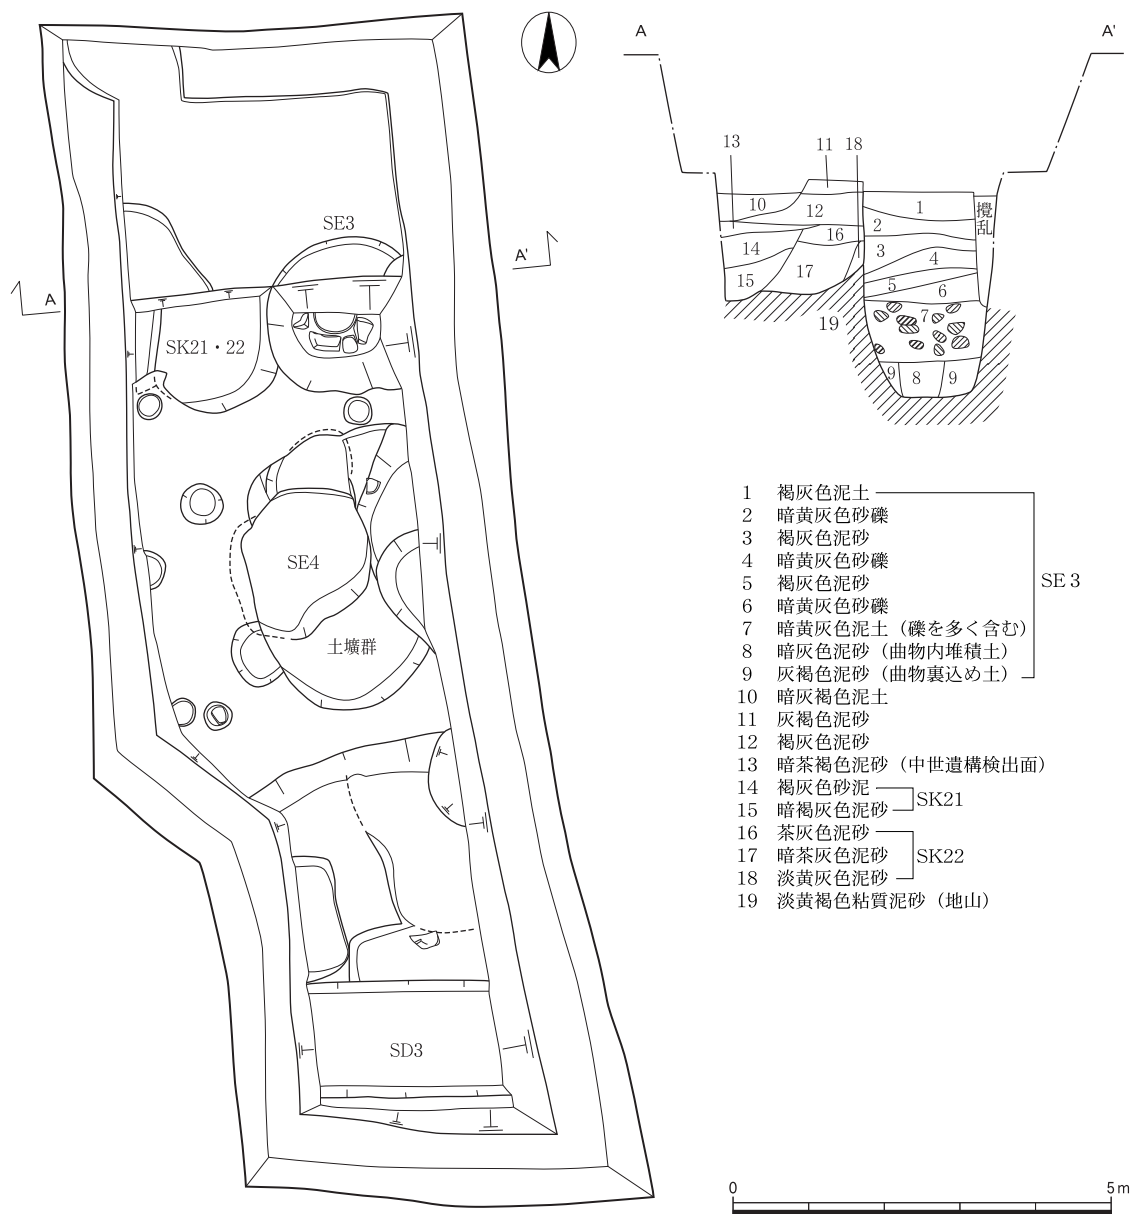 A
A'
13
11
18
10
12
1
攪乱
2
16
14
3
4
15
17
5
6
7
19
9
8
9
SE3
A'
A
SK21・22
SE4
土壙群
SD3
1 褐灰色泥土
2 暗黄灰色砂礫
3 褐灰色泥砂
4 暗黄灰色砂礫
5 褐灰色泥砂
6 暗黄灰色砂礫
7 暗黄灰色泥土（礫を多く含む）
8 暗灰色泥砂（曲物内堆積土）
9 灰褐色泥砂（曲物裏込め土）
SE 3
10 暗灰褐色泥土
11 灰褐色泥砂
12 褐灰色泥砂
13 暗茶褐色泥砂（中世遺構検出面）
14 褐灰色砂泥
15 暗褐灰色泥砂
SK21
16 茶灰色泥砂
17 暗茶灰色泥砂
18 淡黄灰色泥砂
SK22
19 淡黄褐色粘質泥砂（地山）
0
5 m